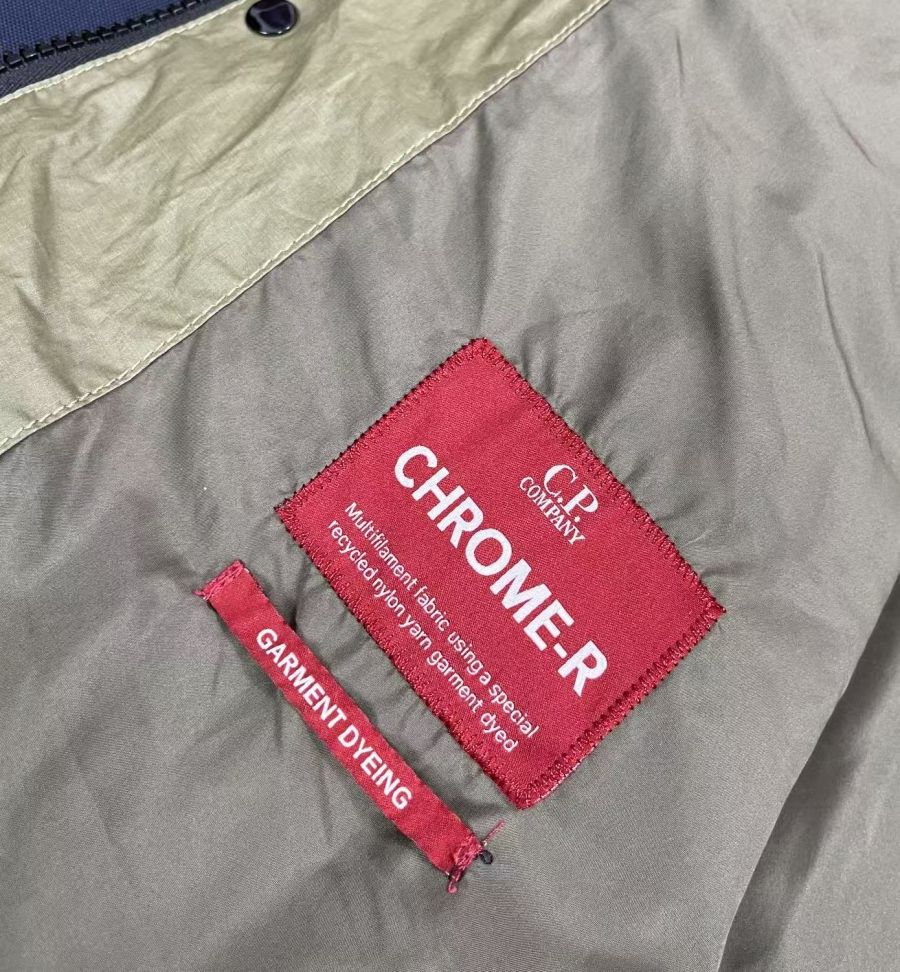 C.P.
COMPANY
CHROME-R
Multifilament fabric using a special
recycled nylon yarn garment dyed
GARMENT DYEING